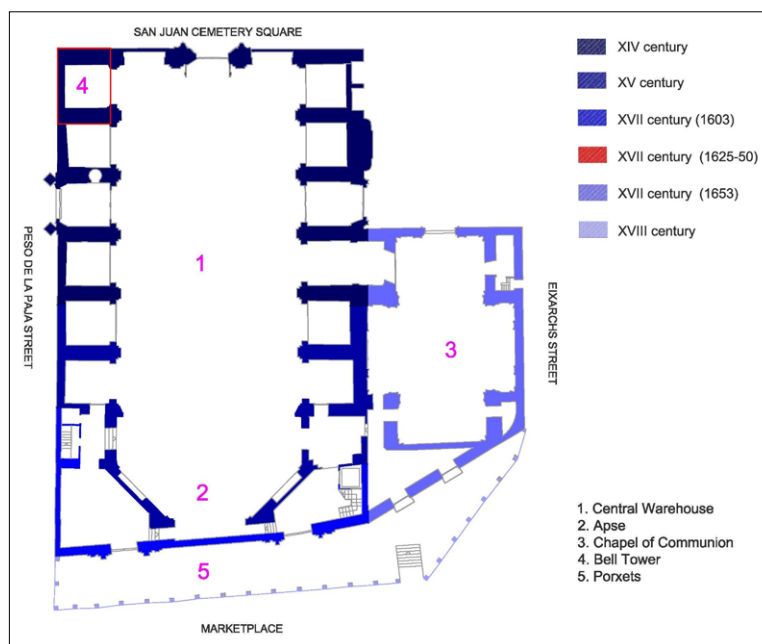 SAN JUAN CEMETERY SQUARE
XIV century
XV century
XVII century (1603)
XVII century (1625-50)
XVII century (1653)
XVIII century
4
1
PESO DE LA PAJA STREET
EIXARCHS STREET
3
2
5
1. Central Warehouse
2. Apse
3. Chapel of Communion
4. Bell Tower
5. Porxets
MARKETPLACE